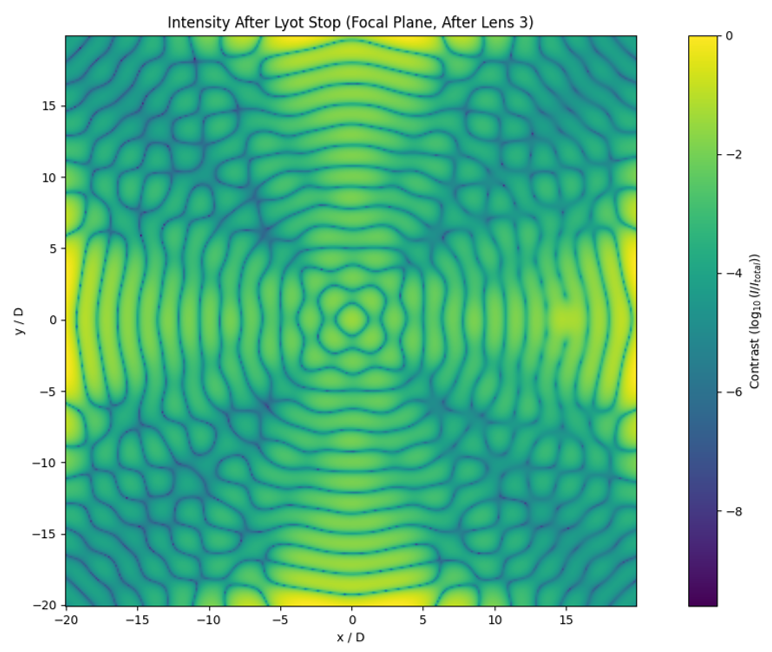 Intensity After Lyot Stop (Focal Plane, After Lens 3)
15
10
5
0
−5
−10
−15
−20
y / D
−20 −15 −10 −5 0 5 10 15
x / D
0
−2
−4
−6
−8
Contrast (log₁₀ (I/I_total))